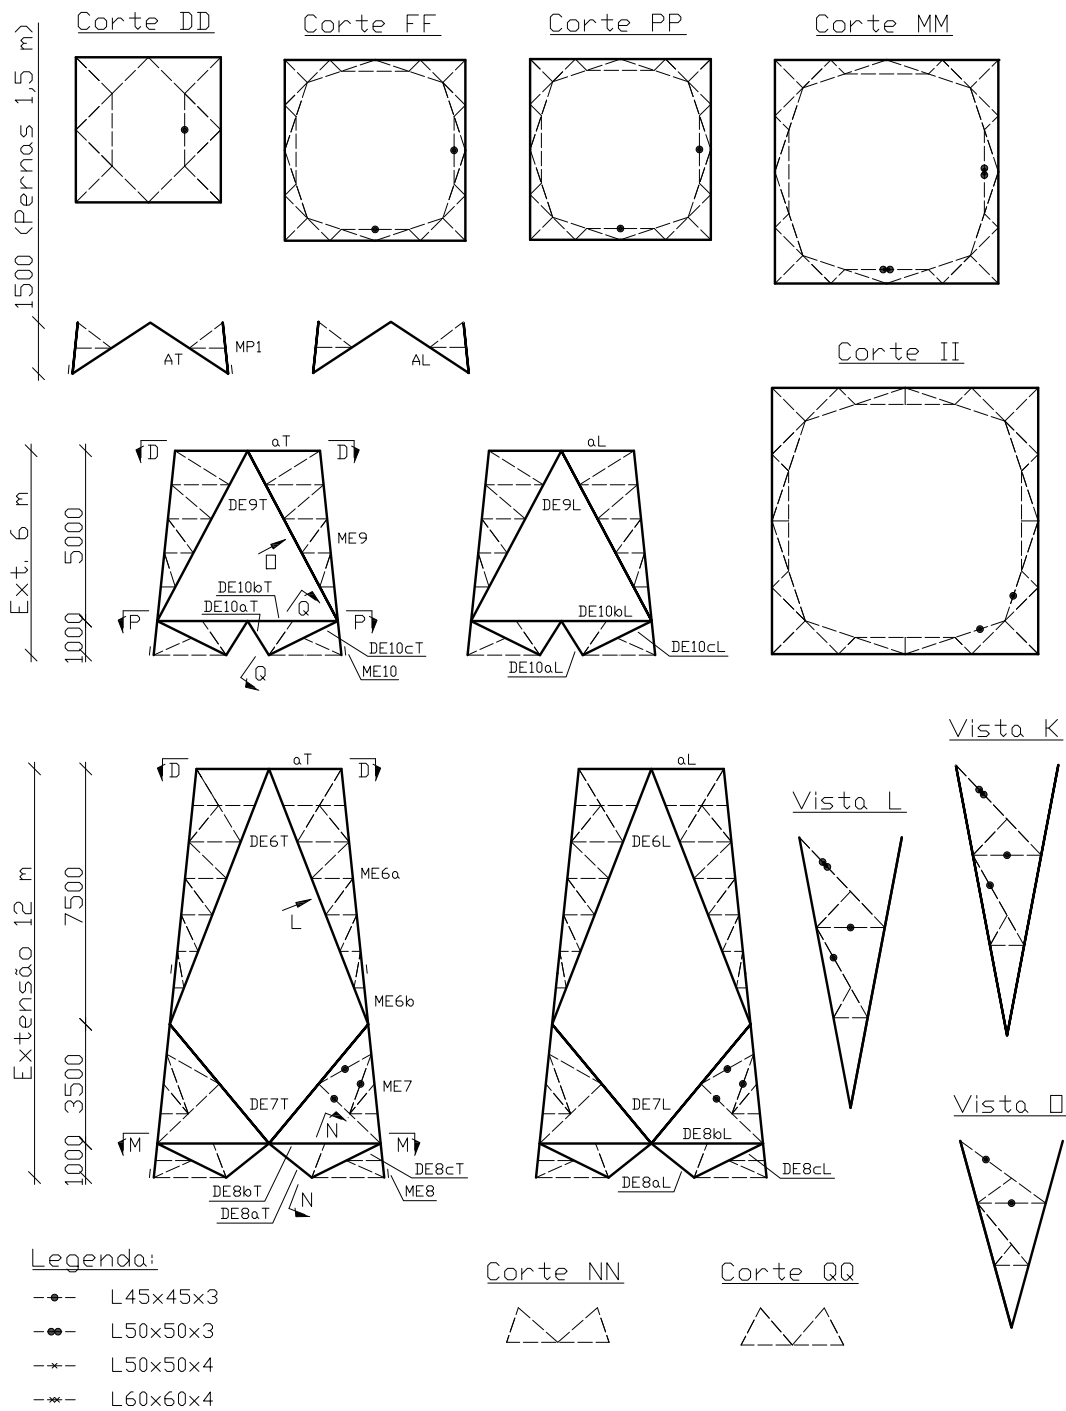 Corte DD
Corte FF
Corte PP
Corte MM
1500 (Pernas 1,5 m)
AT
MP1
AL
Corte II
D
aT
D
aL
Ext. 6 m
5000
1000
DE9T
ME9
O
DE9L
DE10bT
DE10aT
Q
P
P
DE10bL
DE10cT
ME10
Q
DE10aL
DE10cL
Vista K
D
aT
D
aL
Vista L
Extensão 12 m
7500
3500
1000
DE6T
ME6a
L
ME6b
DE6L
DE7T
ME7
DE7L
N
M
M
DE8bL
DE8cT
ME8
DE8bT
DE8aT
N
DE8aL
DE8cL
Vista O
Legenda:
L45x45x3
L50x50x3
L50x50x4
L60x60x4
Corte NN
Corte QQ